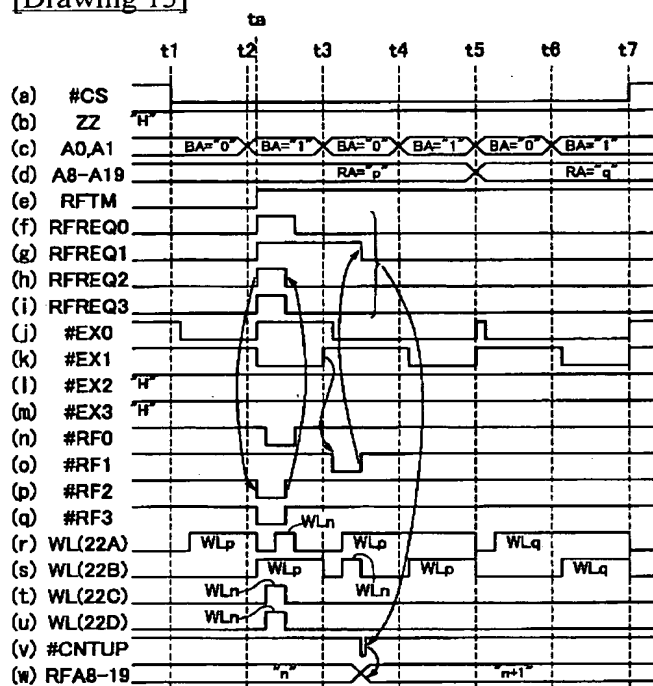 [Drawing 15]
ta
t1 t2 t3 t4 t5 t6 t7
(a) #CS
(b) ZZ "H"
(c) A0,A1 BA="0" BA="1" BA="0" BA="1" BA="0" BA="1"
(d) A8-A19 RA="p" RA="q"
(e) RFTM
(f) RFREQ0
(g) RFREQ1
(h) RFREQ2
(i) RFREQ3
(j) #EX0
(k) #EX1
(l) #EX2 "H"
(m) #EX3 "H"
(n) #RF0
(o) #RF1
(p) #RF2
(q) #RF3
WLn
(r) WL(22A) WLp WLp WLq
(s) WL(22B) WLp WLp WLq
(t) WL(22C) WLn WLn
(u) WL(22D) WLn
(v) #CNTUP
(w) RFA8-19 "n" "n+1"